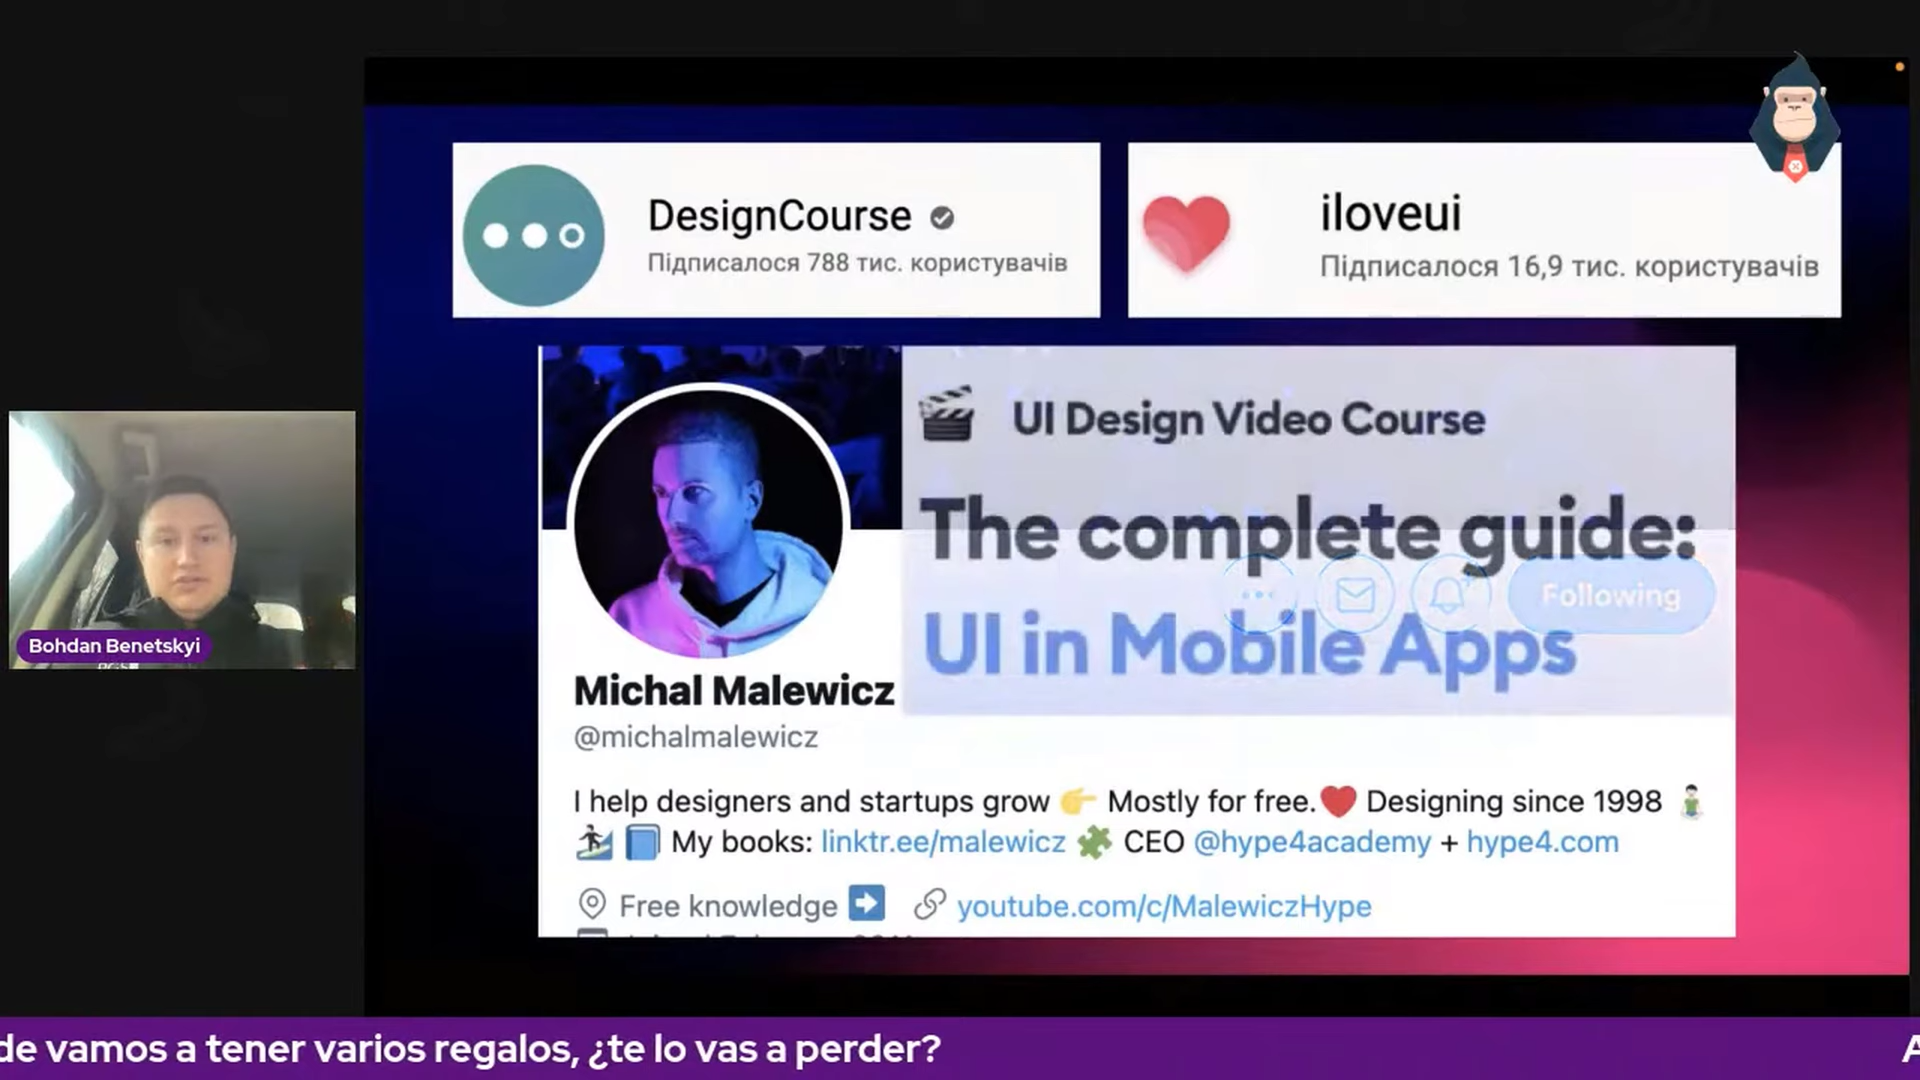 DesignCourse
Підписалося 788 тис. користувачів
iloveui
Підписалося 16,9 тис. користувачів
UI Design Video Course
The complete guide:
UI in Mobile Apps
Following
Michal Malewicz
@michalmalewicz
I help designers and startups grow 👉 Mostly for free.❤️ Designing since 1998
My books: linktr.ee/malewicz 🧩 CEO @hype4academy + hype4.com
Free knowledge ➡️ youtube.com/c/MalewiczHype
Bohdan Benetskyi
de vamos a tener varios regalos, ¿te lo vas a perder?
A